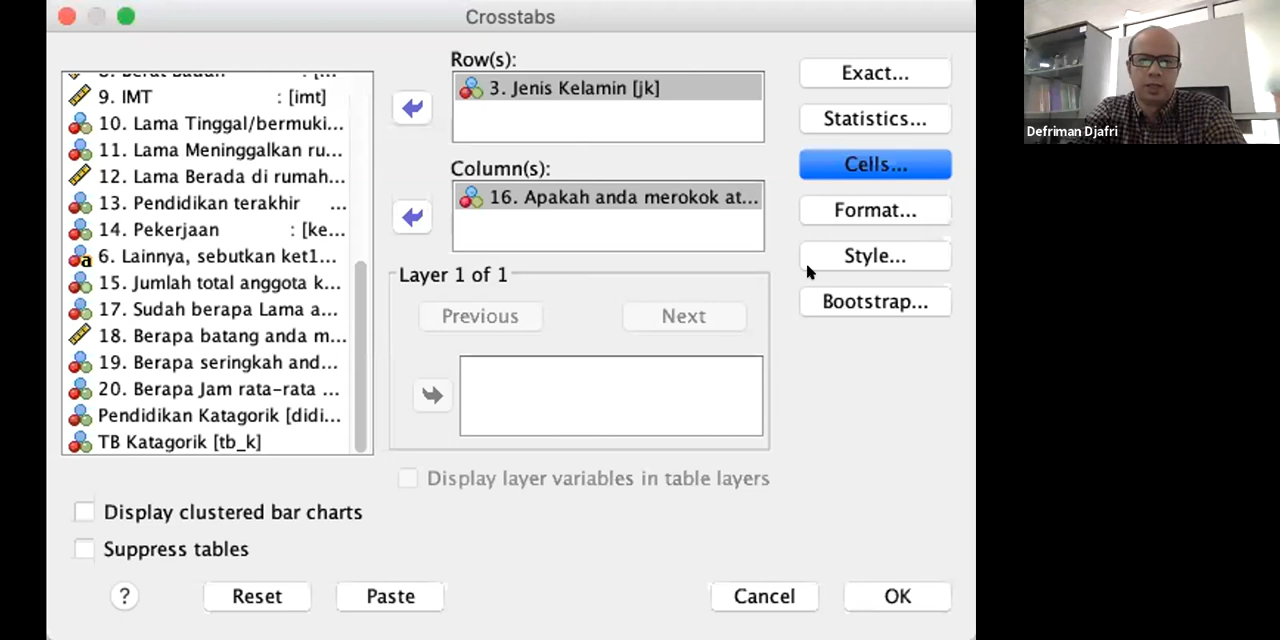 Crosstabs
8. Berat Badan : [...
9. IMT : [imt]
10. Lama Tinggal/bermuki...
11. Lama Meninggalkan ru...
12. Lama Berada di rumah...
13. Pendidikan terakhir ...
14. Pekerjaan : [ke...
6. Lainnya, sebutkan ket1...
15. Jumlah total anggota k...
17. Sudah berapa Lama a...
18. Berapa batang anda m...
19. Berapa seringkah and...
20. Berapa Jam rata-rata ...
Pendidikan Katagorik [didi...
TB Katagorik [tb_k]
Row(s):
3. Jenis Kelamin [jk]
Column(s):
16. Apakah anda merokok at...
Layer 1 of 1
Previous
Next
Display layer variables in table layers
Exact...
Statistics...
Cells...
Format...
Style...
Bootstrap...
Display clustered bar charts
Suppress tables
?
Reset
Paste
Cancel
OK
Defriman Djafri